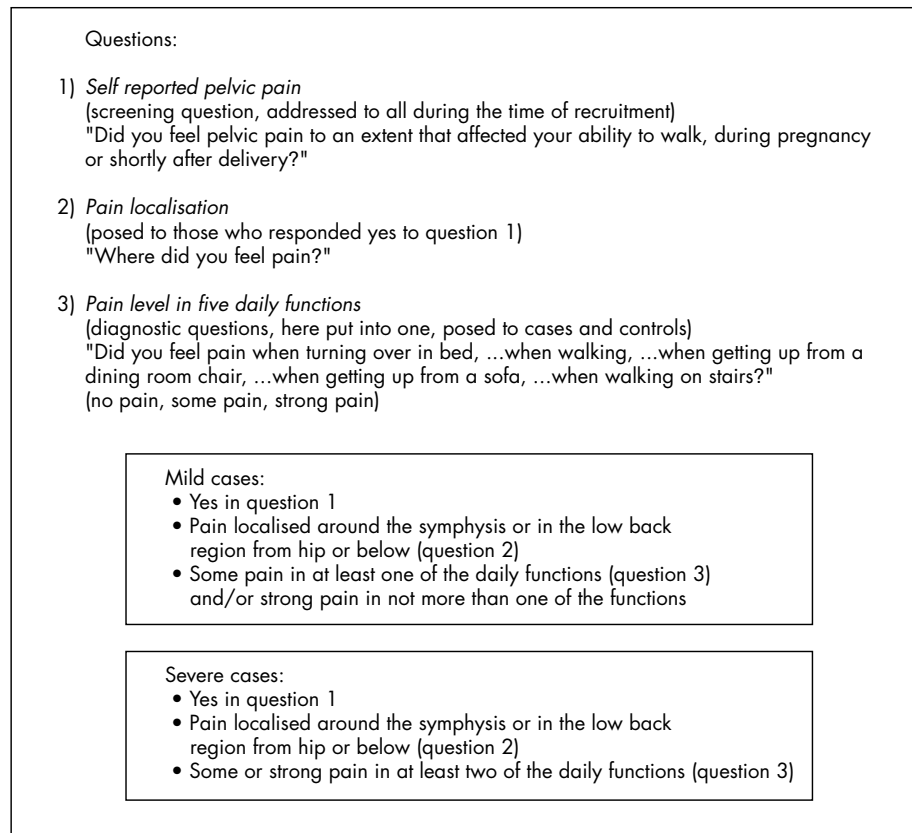 Questions:
1) Self reported pelvic pain
(screening question, addressed to all during the time of recruitment)
"Did you feel pelvic pain to an extent that affected your ability to walk, during pregnancy
or shortly after delivery?"
2) Pain localisation
(posed to those who responded yes to question 1)
"Where did you feel pain?"
3) Pain level in five daily functions
(diagnostic questions, here put into one, posed to cases and controls)
"Did you feel pain when turning over in bed, ...when walking, ...when getting up from a
dining room chair, ...when getting up from a sofa, ...when walking on stairs?"
(no pain, some pain, strong pain)
Mild cases:
• Yes in question 1
• Pain localised around the symphysis or in the low back
region from hip or below (question 2)
• Some pain in at least one of the daily functions (question 3)
and/or strong pain in not more than one of the functions
Severe cases:
• Yes in question 1
• Pain localised around the symphysis or in the low back
region from hip or below (question 2)
• Some or strong pain in at least two of the daily functions (question 3)